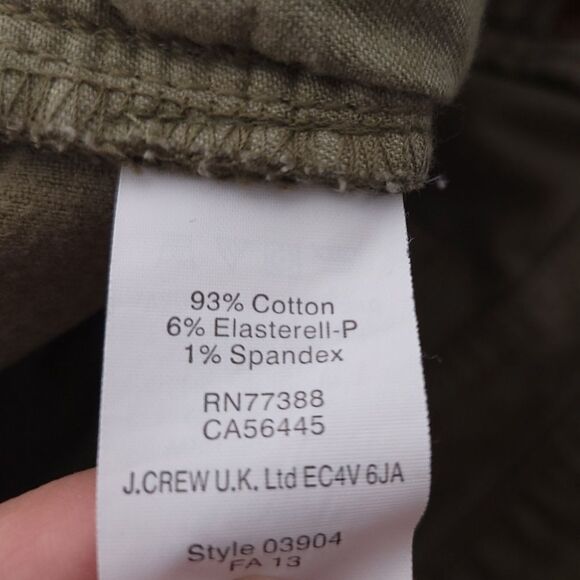 93% Cotton
6% Elasterell-P
1% Spandex
RN77388
CA56445
J.CREW U.K. Ltd EC4V 6JA
Style 03904
FA 13